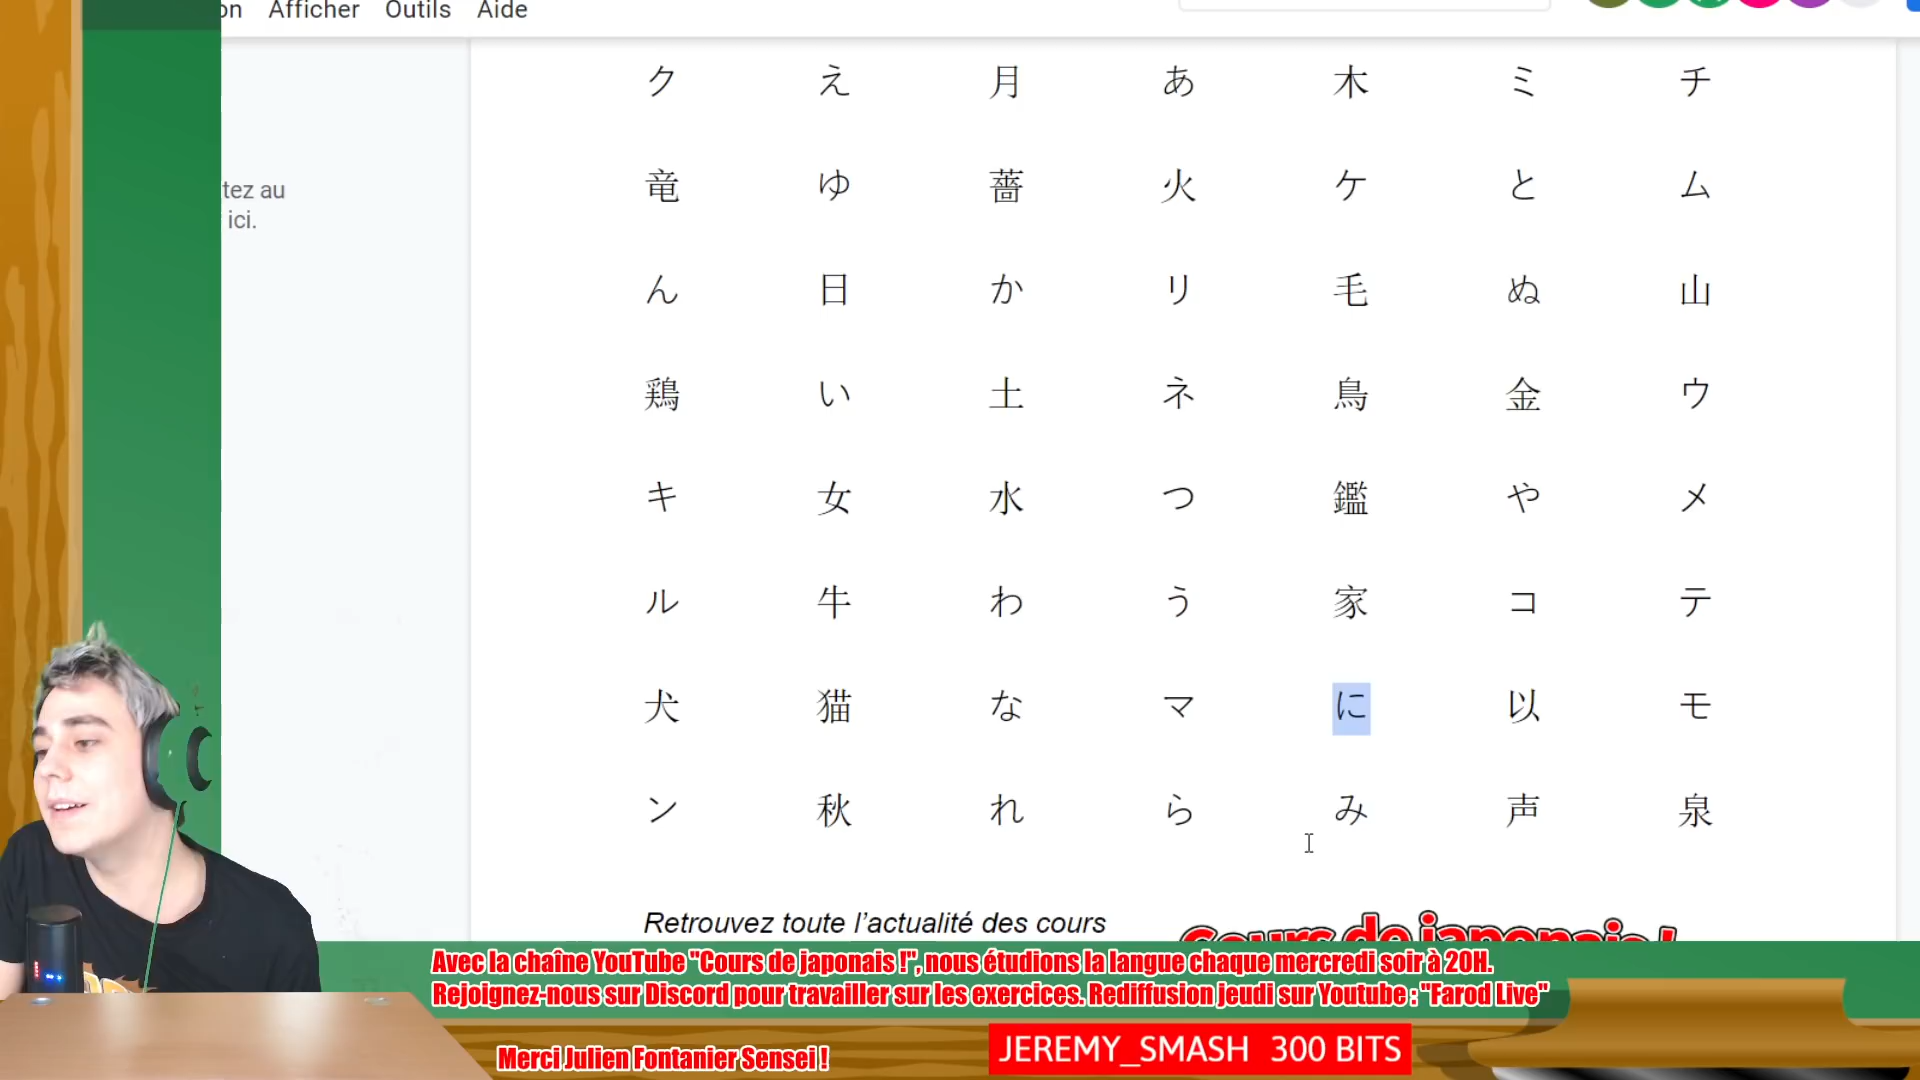 on Afficher Outils Aide
tez au
ici.
ク え 月 あ 木 ミ チ
竜 ゆ 薔 火 ケ と ム
ん 日 か リ 毛 ぬ 山
鶏 い 土 ネ 鳥 金 ウ
キ 女 水 つ 鑑 や メ
ル 牛 わ う 家 コ テ
犬 猫 な マ に 以 モ
ン 秋 れ ら み 声 泉
Retrouvez toute l'actualité des cours
Cours de japonais !
Avec la chaîne YouTube "Cours de japonais !", nous étudions la langue chaque mercredi soir à 20H.
Rejoignez-nous sur Discord pour travailler sur les exercices. Rediffusion jeudi sur Youtube : "Farod Live"
Merci Julien Fontanier Sensei !
JEREMY_SMASH 300 BITS